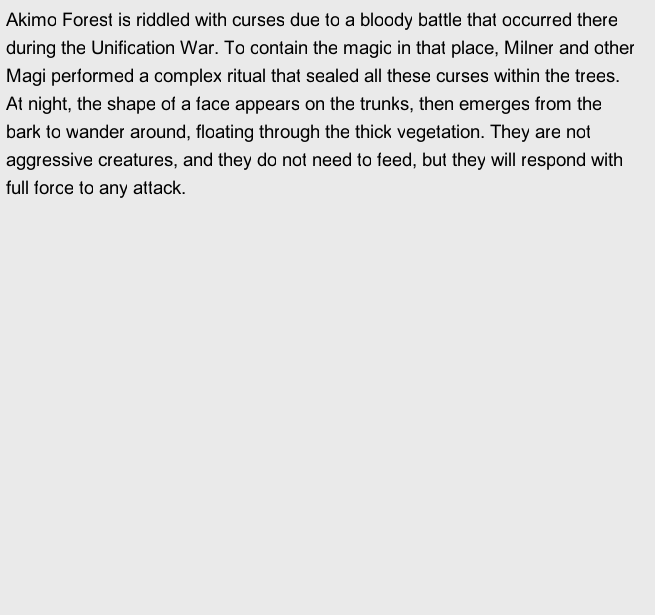 Akimo Forest is riddled with curses due to a bloody battle that occurred there
during the Unification War. To contain the magic in that place, Milner and other
Magi performed a complex ritual that sealed all these curses within the trees.
At night, the shape of a face appears on the trunks, then emerges from the
bark to wander around, floating through the thick vegetation. They are not
aggressive creatures, and they do not need to feed, but they will respond with
full force to any attack.